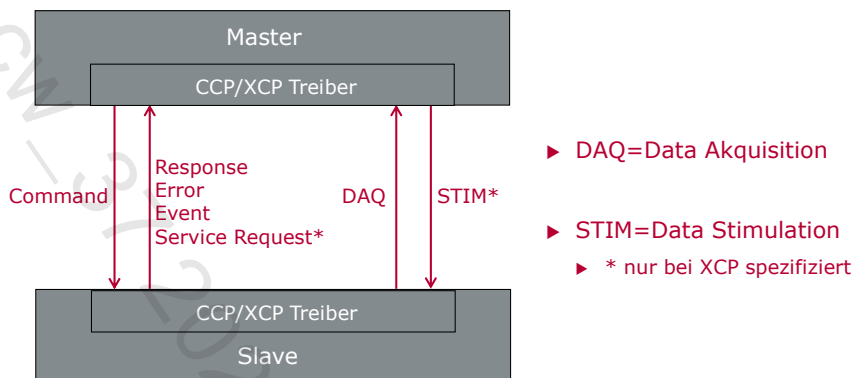 Master
CCP/XCP Treiber
Command
Response
Error
Event
Service Request*
DAQ
STIM*
CCP/XCP Treiber
Slave
▶ DAQ=Data Akquisition
▶ STIM=Data Stimulation
▶ * nur bei XCP spezifiziert